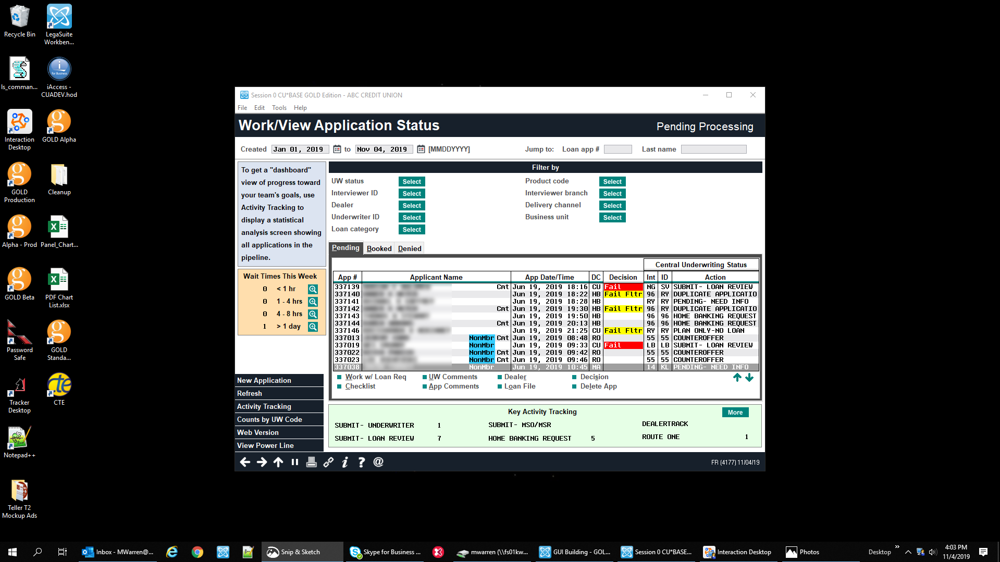 Recycle Bin
LegaSuite
Workben...
ls_comman...
iAccess -
CUADEV.hod
Interaction
Desktop
GOLD Alpha
GOLD
Production
Cleanup
Alpha - Prod
Panel_Chart...
GOLD Beta
PDF Chart
List.xlsx
Password
Safe
GOLD
Standa...
Tracker
Desktop
CTE
Notepad++
Teller T2
Mockup Ads
Session 0 CU*BASE GOLD Edition - ABC CREDIT UNION
File Edit Tools Help
Work/View Application Status Pending Processing
Created Jan 01, 2019 to Nov 04, 2019 [MMDDYYYY] Jump to: Loan app # Last name
To get a "dashboard"
view of progress toward
your team's goals, use
Activity Tracking to
display a statistical
analysis screen showing
all applications in the
pipeline.
Wait Times This Week
0 < 1 hr
0 1 - 4 hrs
0 4 - 8 hrs
1 > 1 day
New Application
Refresh
Activity Tracking
Counts by UW Code
Web Version
View Power Line
Filter by
UW status Select Product code Select
Interviewer ID Select Interviewer branch Select
Dealer Select Delivery channel Select
Underwriter ID Select Business unit Select
Loan category Select
Pending Booked Denied
Central Underwriting Status
App # Applicant Name App Date/Time DC Decision Int ID Action
337139 Cmt Jun 19, 2019 18:16 CU Fail NG SV SUBMIT- LOAN REVIEW
337140 Jun 19, 2019 18:22 HB Fail Fltr 96 RY DUPLICATE APPLICATIO
337141 Jun 19, 2019 18:28 HB RY RY PENDING- NEED INFO
337142 Cmt Jun 19, 2019 19:30 HB Fail Fltr 96 RY DUPLICATE APPLICATIO
337143 Jun 19, 2019 19:50 HB 96 96 HOME BANKING REQUEST
337144 Cmt Jun 19, 2019 20:13 HB 96 96 HOME BANKING REQUEST
337146 Jun 19, 2019 21:25 CU Fail Fltr RY RY PLAN ONLY-NO LOAN
337013 NonMbr Cmt Jun 19, 2019 08:48 RO 55 55 COUNTEROFFER
337019 NonMbr Jun 19, 2019 09:33 CU Fail LB LB SUBMIT- LOAN REVIEW
337022 NonMbr Cmt Jun 19, 2019 09:42 RO 55 55 COUNTEROFFER
337023 NonMbr Cmt Jun 19, 2019 09:46 RO 55 55 COUNTEROFFER
337038 NonMbr Jun 19, 2019 10:45 MA 14 KL PENDING- NEED INFO
Work w/ Loan Req UW Comments Dealer Decision
Checklist App Comments Loan File Delete App
Key Activity Tracking More
SUBMIT- UNDERWRITER 1 SUBMIT- MSO/MSR DEALERTRACK
SUBMIT- LOAN REVIEW 7 HOME BANKING REQUEST 5 ROUTE ONE 1
FR (4177) 11/04/19
Inbox - MWarren@... Snip & Sketch Skype for Business ... mwarren (\\fs01kw... GUI Building - GOL... Session 0 CU*BASE... Interaction Desktop Photos Desktop 4:03 PM
11/4/2019